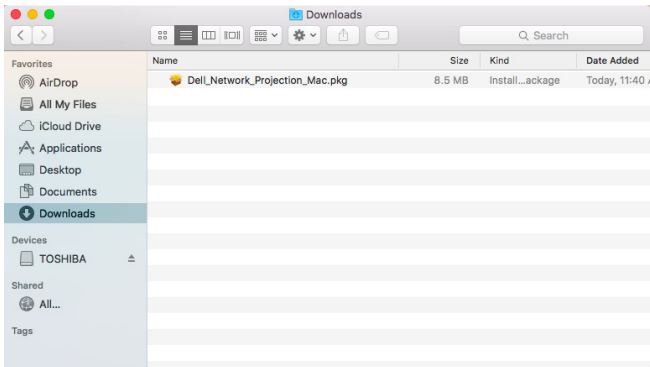 Downloads
Search
Favorites
AirDrop
All My Files
iCloud Drive
Applications
Desktop
Documents
Downloads
Devices
TOSHIBA
Shared
All...
Tags
Name Size Kind Date Added
Dell_Network_Projection_Mac.pkg 8.5 MB Install...ackage Today, 11:40